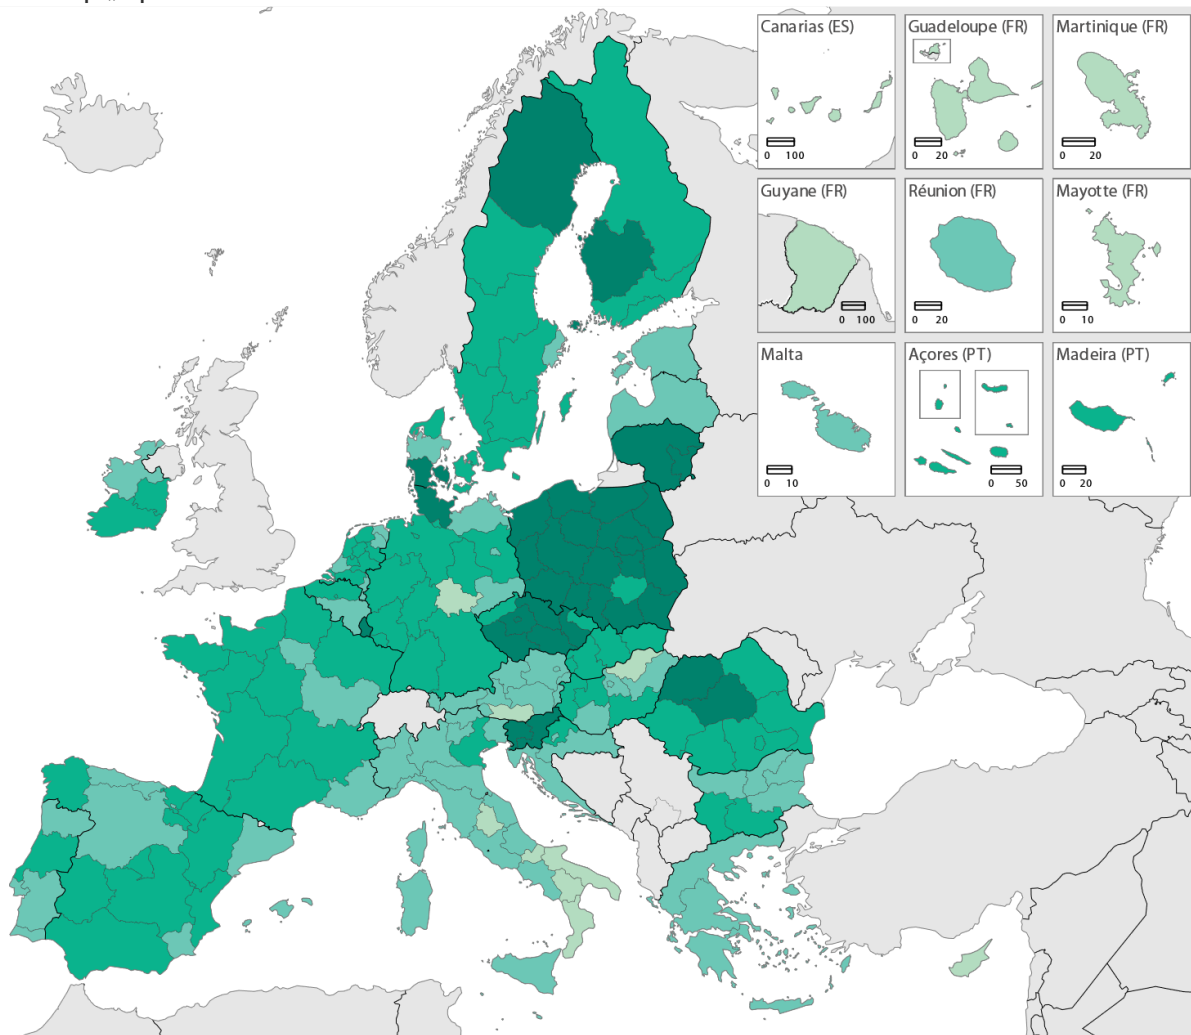 Canarias (ES)
0 100
Guadeloupe (FR)
0 20
Martinique (FR)
0 20
Guyane (FR)
0 100
Réunion (FR)
0 20
Mayotte (FR)
0 10
Malta
0 10
Açores (PT)
0 50
Madeira (PT)
0 20